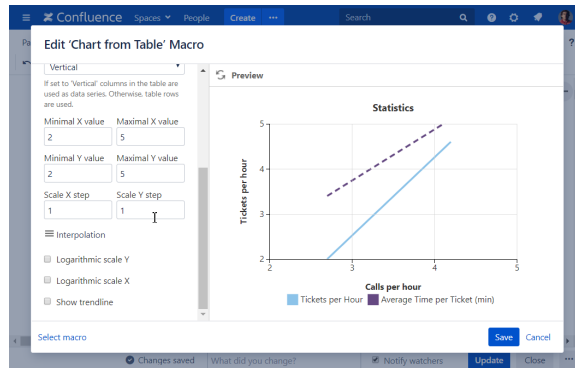 Confluence Spaces People Create ••• Search
Pa
Edit 'Chart from Table' Macro
Vertical
If set to 'Vertical' columns in the table are
used as data series. Otherwise, table rows
are used.
Minimal X value Maximal X value
2 5
Minimal Y value Maximal Y value
2 5
Scale X step Scale Y step
1 1
Interpolation
Logarithmic scale Y
Logarithmic scale X
Show trendline
Preview
Statistics
Tickets per hour
5
4
3
2
2 3 4 5
Calls per hour
Tickets per Hour Average Time per Ticket (min)
Select macro
Save Cancel
Changes saved What did you change? Notify watchers Update Close •••